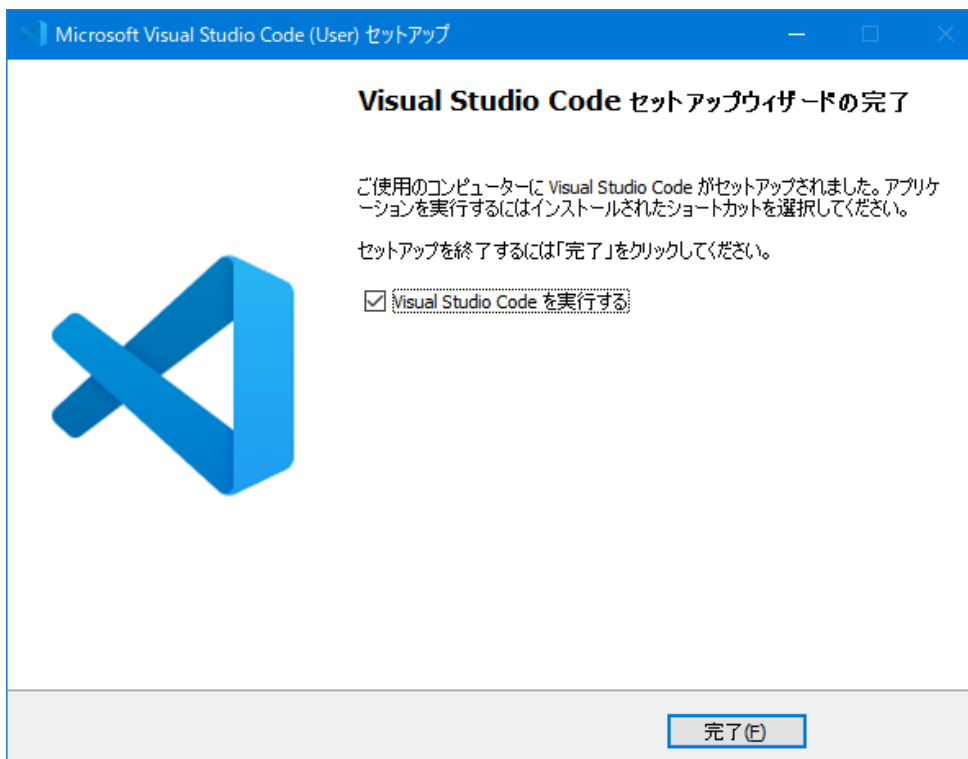 Microsoft Visual Studio Code (User) セットアップ
Visual Studio Code セットアップウィザードの完了
ご使用のコンピューターに Visual Studio Code がセットアップされました。アプリケ
ーションを実行するにはインストールされたショートカットを選択してください。
セットアップを終了するには「完了」をクリックしてください。
Visual Studio Code を実行する
完了(F)